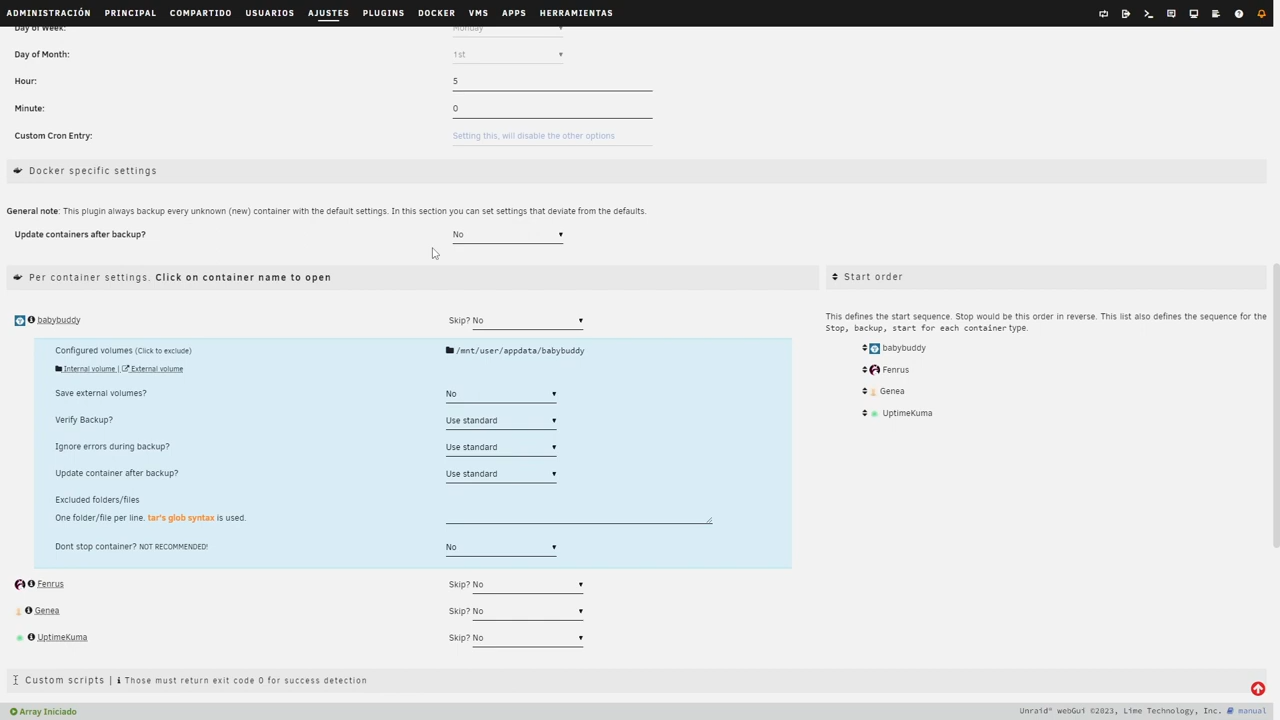 ADMINISTRACIÓN PRINCIPAL COMPARTIDO USUARIOS AJUSTES PLUGINS DOCKER VMS APPS HERRAMIENTAS
Day of Week: Monday
Day of Month: 1st
Hour: 5
Minute: 0
Custom Cron Entry: Setting this, will disable the other options
Docker specific settings
General note: This plugin always backup every unknown (new) container with the default settings. In this section you can set settings that deviate from the defaults.
Update containers after backup? No
Per container settings. Click on container name to open
babybuddy Skip? No
Configured volumes (Click to exclude) /mnt/user/appdata/babybuddy
Internal volume | External volume
Save external volumes? No
Verify Backup? Use standard
Ignore errors during backup? Use standard
Update container after backup? Use standard
Excluded folders/files
One folder/file per line. tar's glob syntax is used.
Dont stop container? NOT RECOMMENDED! No
Fenrus Skip? No
Genea Skip? No
UptimeKuma Skip? No
Start order
This defines the start sequence. Stop would be this order in reverse. This list also defines the sequence for the
Stop, backup, start for each container type.
babybuddy
Fenrus
Genea
UptimeKuma
Custom scripts | Those must return exit code 0 for success detection
Array Iniciado
Unraid® webGui ©2023, Lime Technology, Inc. manual